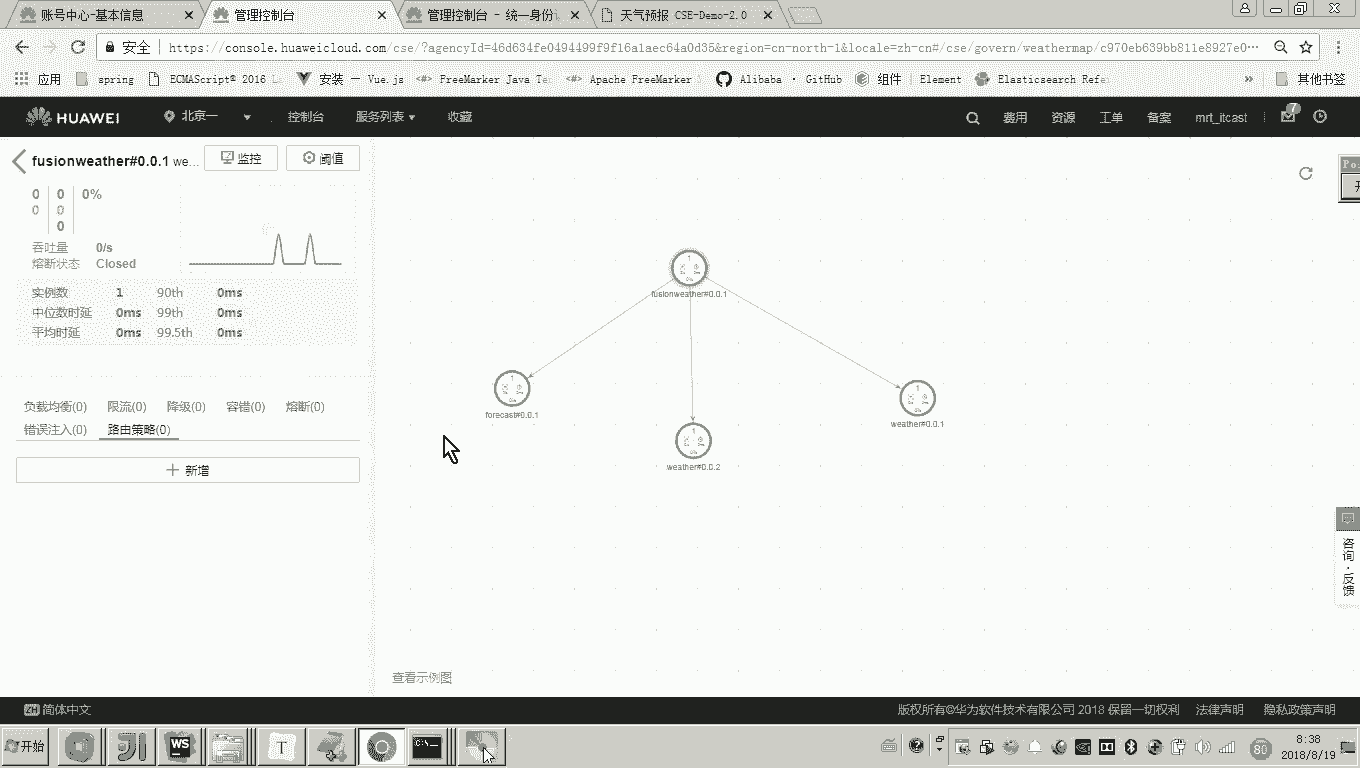 账号中心-基本信息
管理控制台
管理控制台 - 统一身份
天气预报 CSE-Demo-2.0
安全 https://console.huaweicloud.com/cse/?agencyId=46d634fe0494499f9f16a1aec64a0d35&region=cn-north-1&locale=zh-cn#/cse/govern/weathermap/c970eb639bb811e8927e0…
应用 spring ECMAScript® 2016 安装 — Vue.js FreeMarker Java Te Apache FreeMarker Alibaba · GitHub 组件 | Element Elasticsearch Refe » 其他书签
HUAWEI 北京一 控制台 服务列表 收藏 费用 资源 工单 备案 mrt_itcast 7
fusionweather#0.0.1 we... 监控 阈值
0 0 0%
0 0
0
吞吐量 0/s
熔断状态 Closed
实例数 1 90th 0ms
中位数时延 0ms 99th 0ms
平均时延 0ms 99.5th 0ms
负载均衡(0) 限流(0) 降级(0) 容错(0) 熔断(0)
错误注入(0) 路由策略(0)
+ 新增
fusionweather#0.0.1
forecast#0.0.1
weather#0.0.2
weather#0.0.1
咨询·反馈
查看示例图
简体中文 版权所有©华为软件技术有限公司 2018 保留一切权利 法律声明 隐私政策声明
开始 WS T 80 8:38
2018/8/19